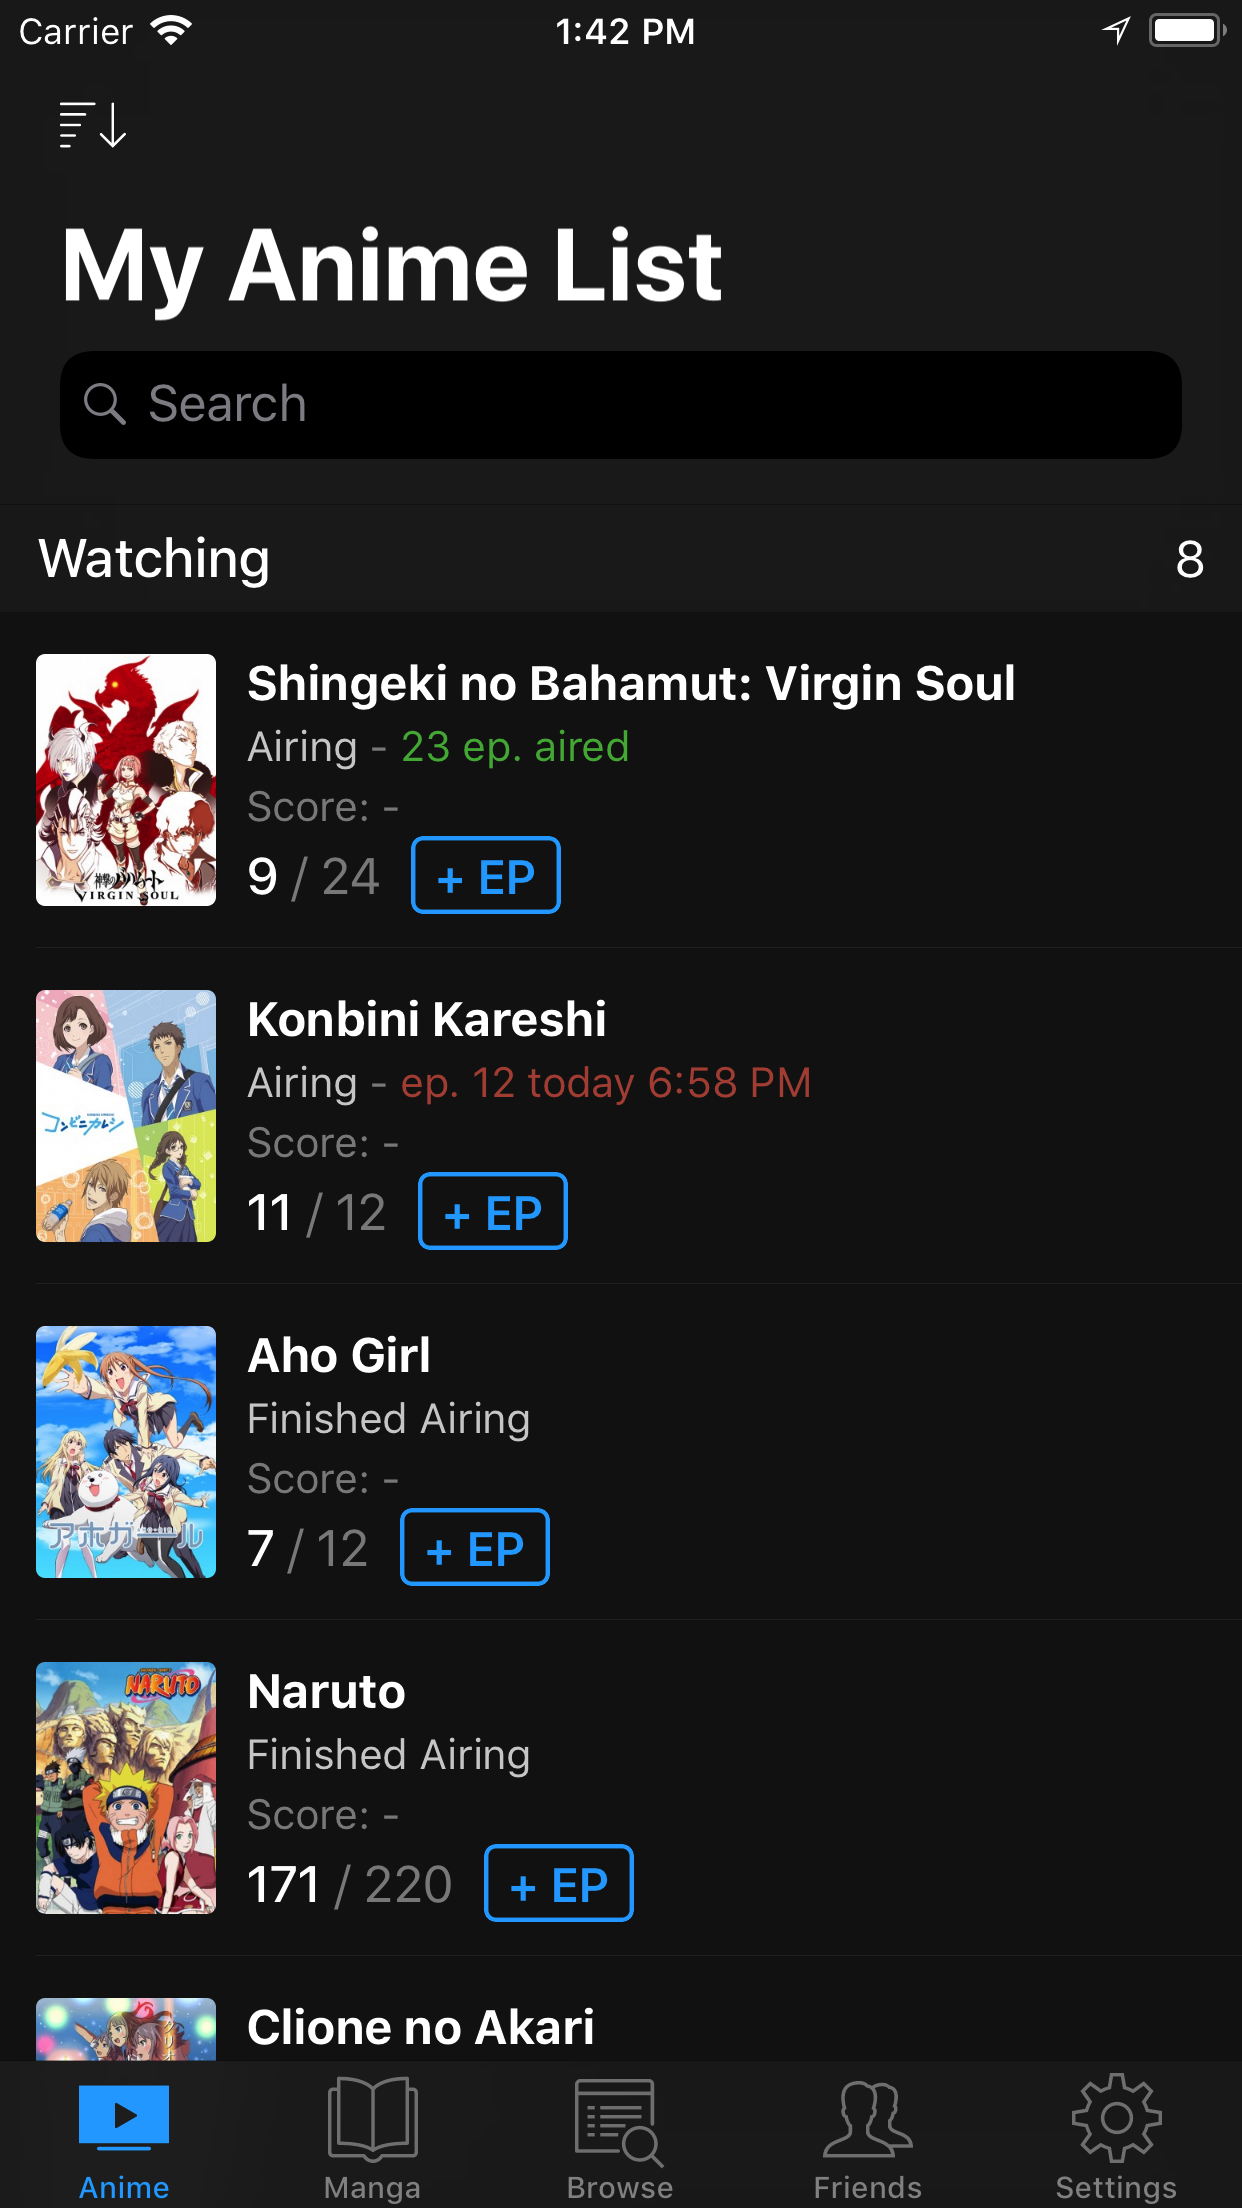 Carrier 1:42 PM
My Anime List
Search
Watching 8
Shingeki no Bahamut: Virgin Soul
Airing - 23 ep. aired
Score: -
9 / 24 + EP
VIRGIN SOUL
Konbini Kareshi
Airing - ep. 12 today 6:58 PM
Score: -
11 / 12 + EP
コンビニカレシ
Aho Girl
Finished Airing
Score: -
7 / 12 + EP
アホガール
Naruto
Finished Airing
Score: -
171 / 220 + EP
NARUTO
Clione no Akari
Anime Manga Browse Friends Settings